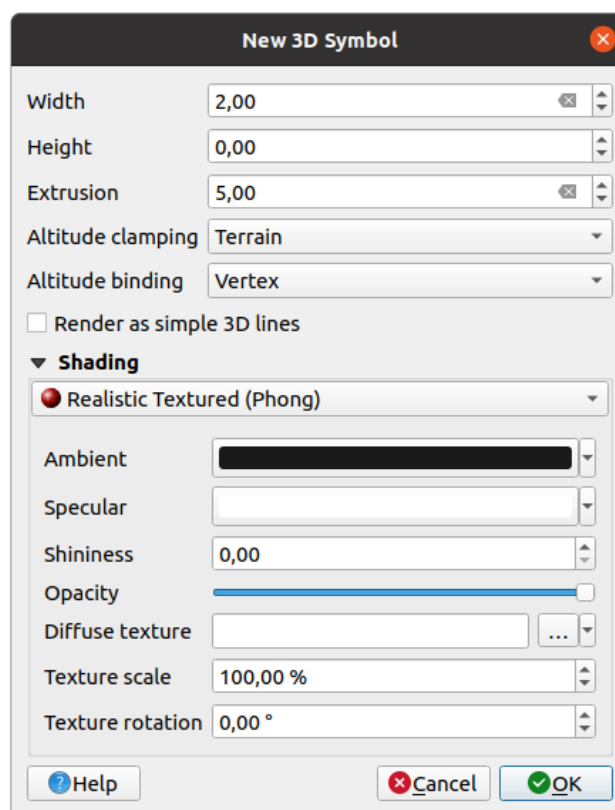 New 3D Symbol
Width 2,00
Height 0,00
Extrusion 5,00
Altitude clamping Terrain
Altitude binding Vertex
Render as simple 3D lines
Shading
Realistic Textured (Phong)
Ambient
Specular
Shininess 0,00
Opacity
Diffuse texture ...
Texture scale 100,00 %
Texture rotation 0,00 °
Help Cancel OK